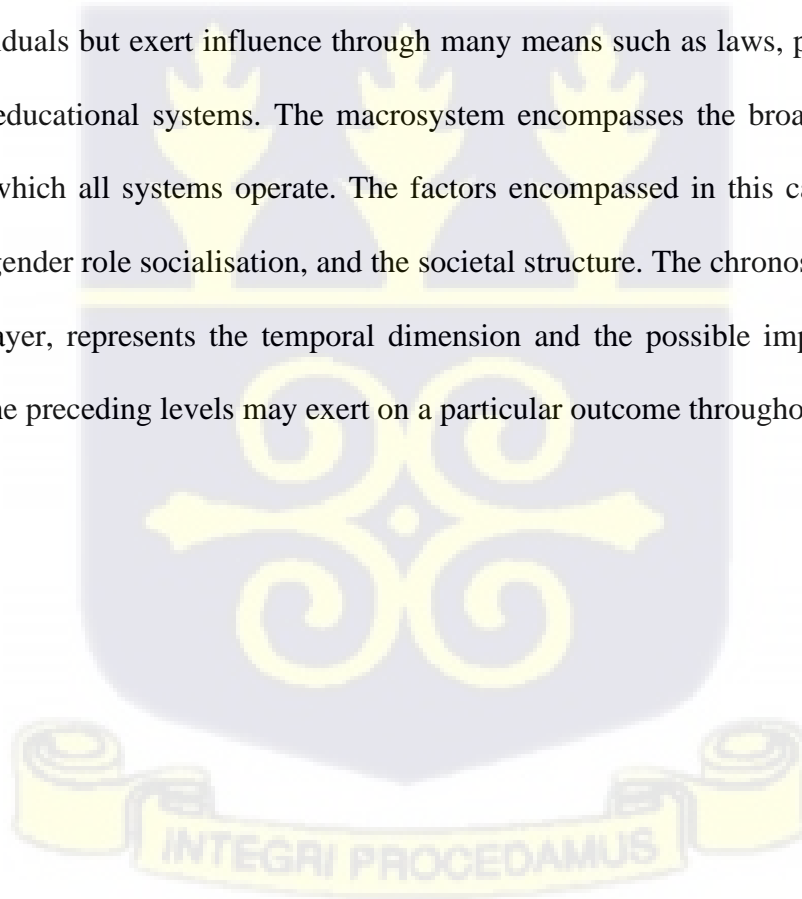 duals but exert influence through many means such as laws, p
educational systems. The macrosystem encompasses the broa
which all systems operate. The factors encompassed in this ca
gender role socialisation, and the societal structure. The chronos
ayer, represents the temporal dimension and the possible imp
he preceding levels may exert on a particular outcome througho
INTEGRI PROCEDAMUS